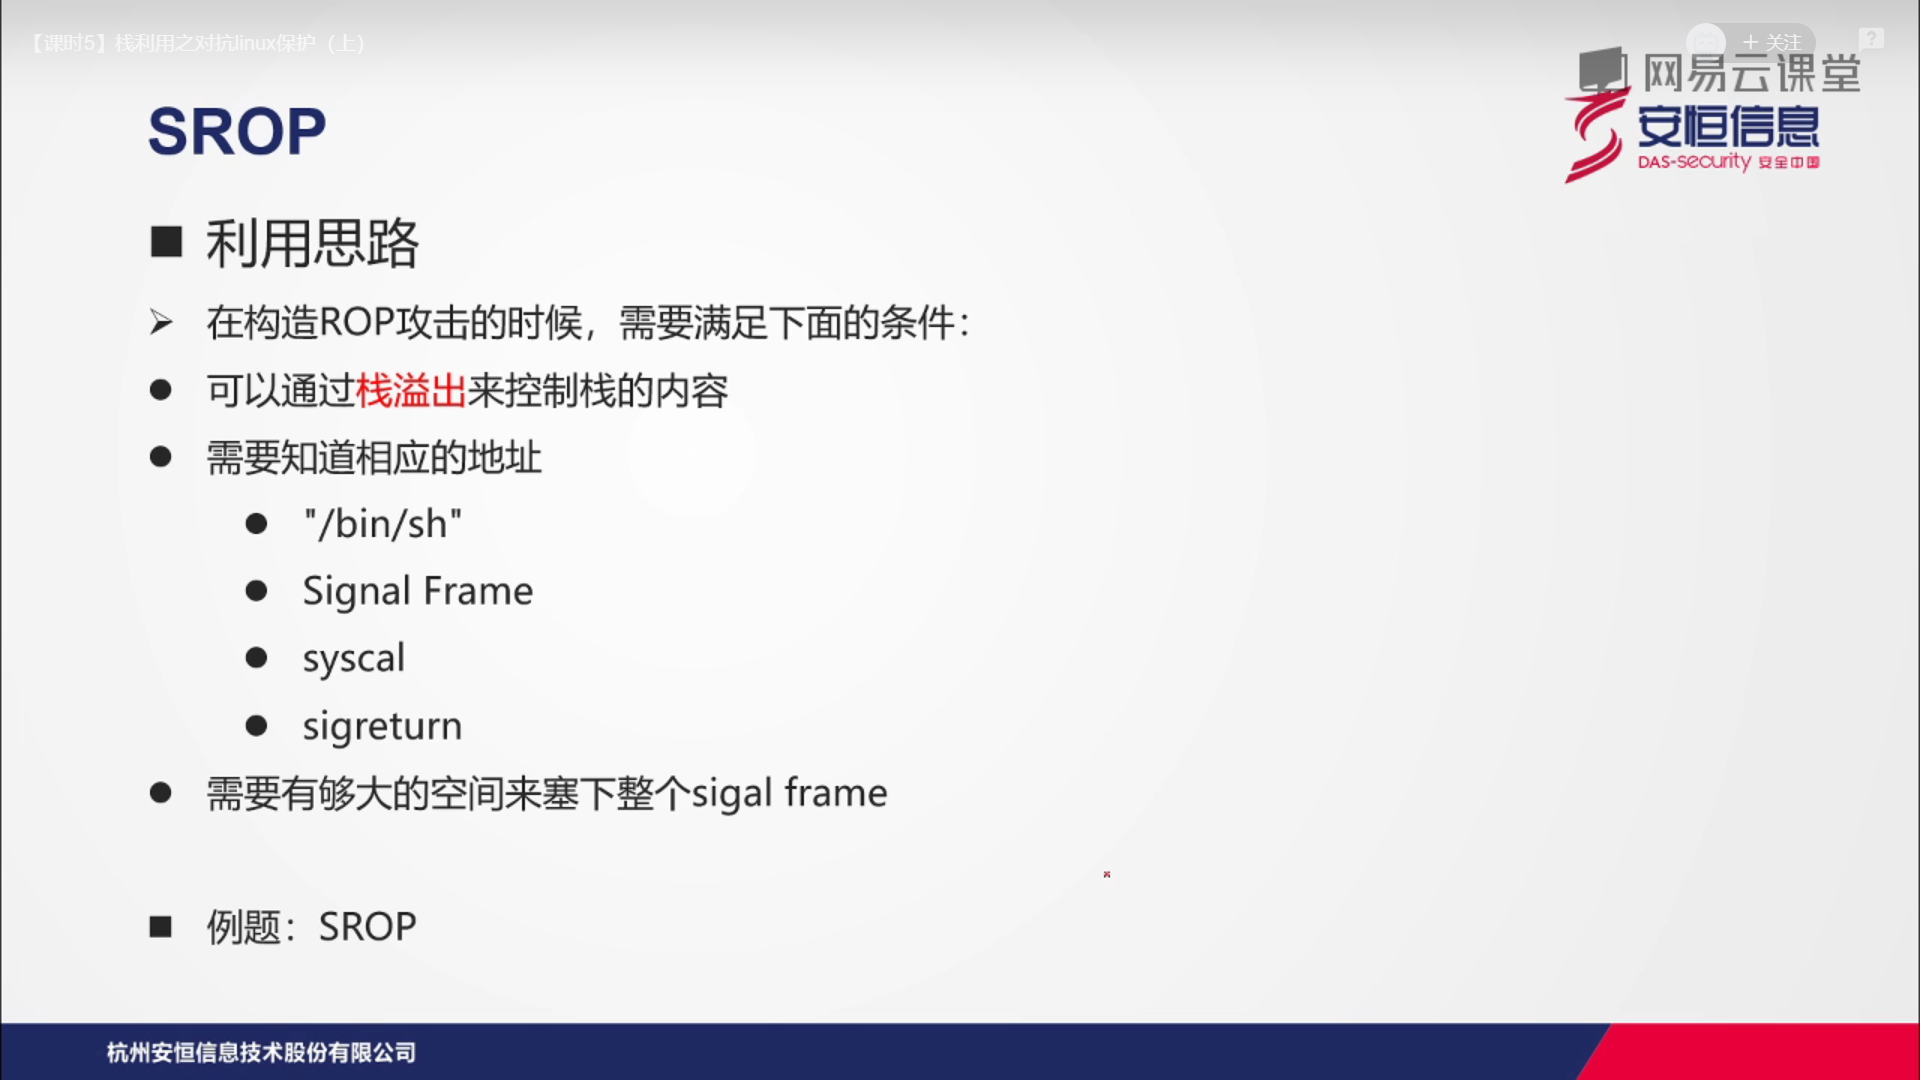 【课时5】栈利用之对抗linux保护（上）
+ 关注
?
网易云课堂
安恒信息
DAS-security 安全中国
SROP
利用思路
在构造ROP攻击的时候，需要满足下面的条件：
可以通过栈溢出来控制栈的内容
需要知道相应的地址
"/bin/sh"
Signal Frame
syscal
sigreturn
需要有够大的空间来塞下整个sigal frame
例题：SROP
杭州安恒信息技术股份有限公司